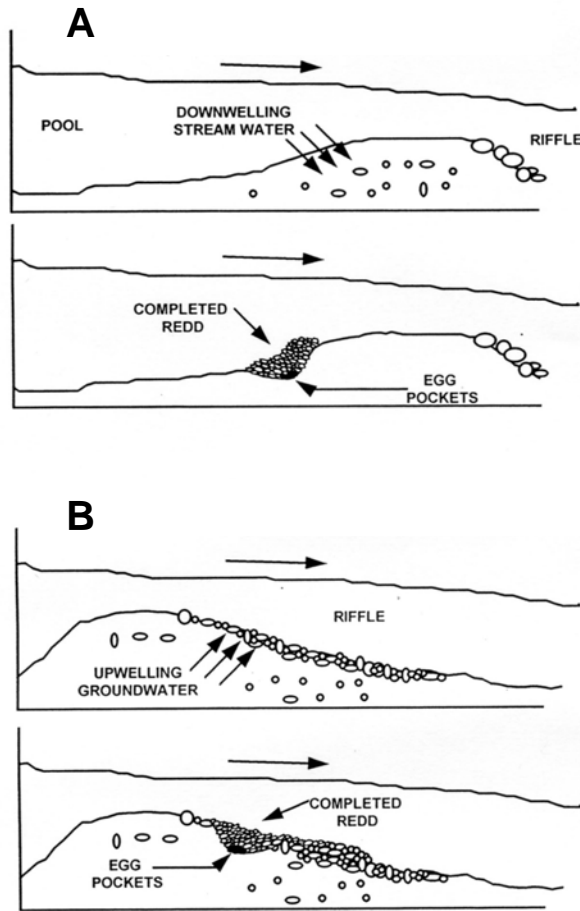 A
POOL
DOWNWELLING
STREAM WATER
RIFFLE
COMPLETED
REDD
EGG
POCKETS
B
RIFFLE
UPWELLING
GROUNDWATER
COMPLETED
REDD
EGG
POCKETS